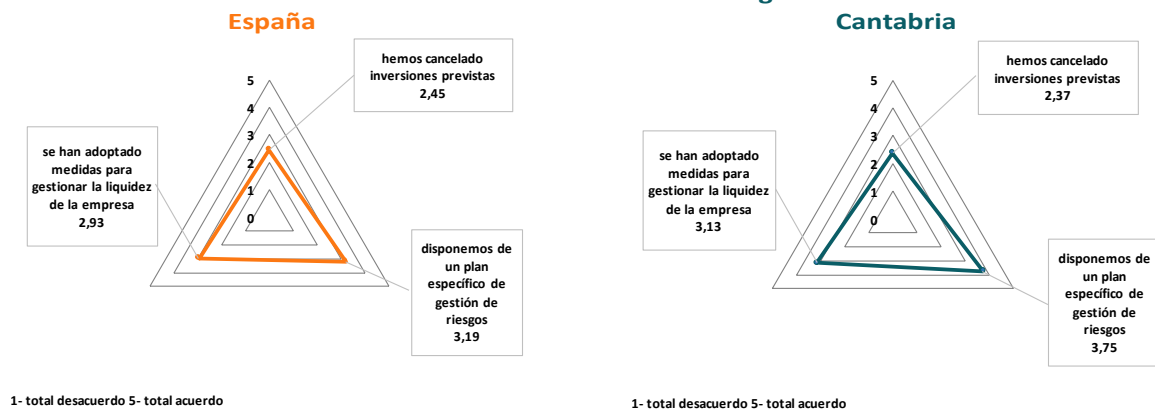 España
hemos cancelado
inversiones previstas
2,45
5
4
3
2
1
0
se han adoptado
medidas para
gestionar la liquidez
de la empresa
2,93
disponemos de
un plan
específico de
gestión de
riesgos
3,19
1- total desacuerdo 5- total acuerdo
Cantabria
hemos cancelado
inversiones previstas
2,37
5
4
3
2
1
0
se han adoptado
medidas para
gestionar la liquidez
de la empresa
3,13
disponemos de
un plan
específico de
gestión de
riesgos
3,75
1- total desacuerdo 5- total acuerdo